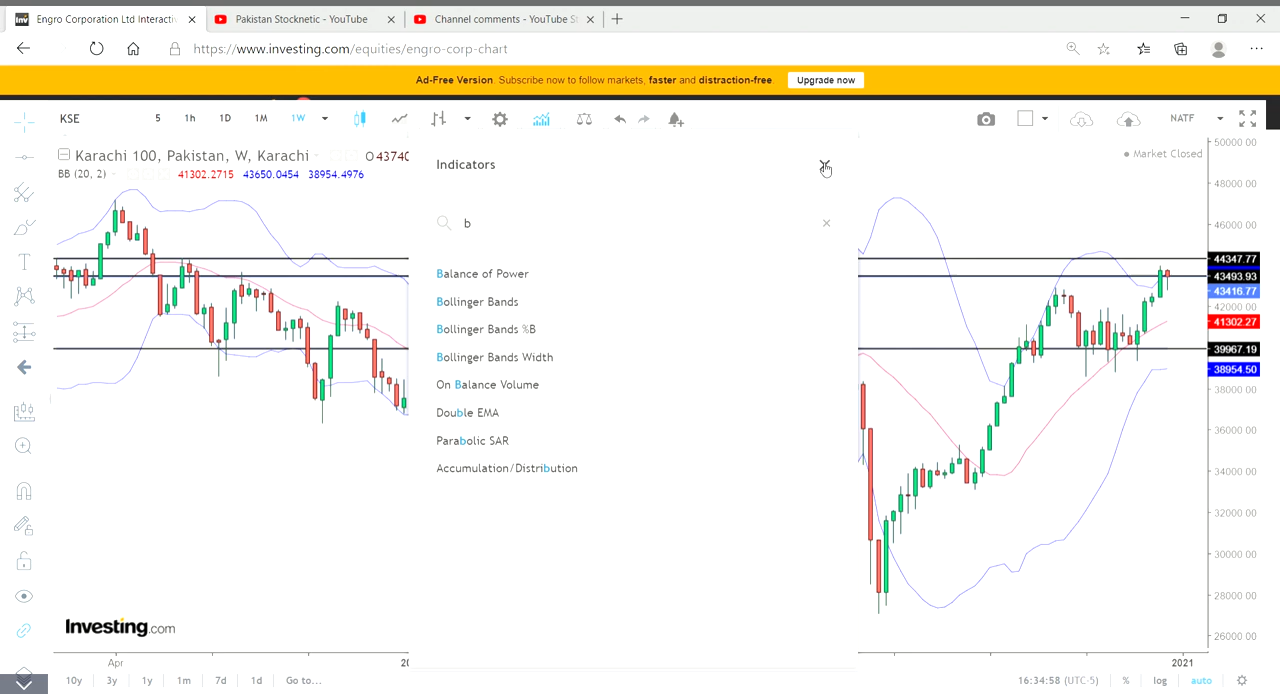 Engro Corporation Ltd Interacti
Pakistan Stocknetic - YouTube
Channel comments - YouTube St
https://www.investing.com/equities/engro-corp-chart
Ad-Free Version. Subscribe now to follow markets, faster and distraction-free.
Upgrade now
KSE
5 1h 1D 1M 1W
NATF
Karachi 100, Pakistan, W, Karachi O43740
BB (20, 2) 41302.2715 43650.0454 38954.4976
Market Closed
Indicators
b
Balance of Power
Bollinger Bands
Bollinger Bands %B
Bollinger Bands Width
On Balance Volume
Double EMA
Parabolic SAR
Accumulation/Distribution
50000.00
48000.00
46000.00
44347.77
43493.93
43416.77
42000.00
41302.27
39967.19
38954.50
38000.00
36000.00
34000.00
32000.00
30000.00
28000.00
26000.00
Investing.com
Apr 20 2021
10y 3y 1y 1m 7d 1d Go to...
16:34:58 (UTC-5) % log auto